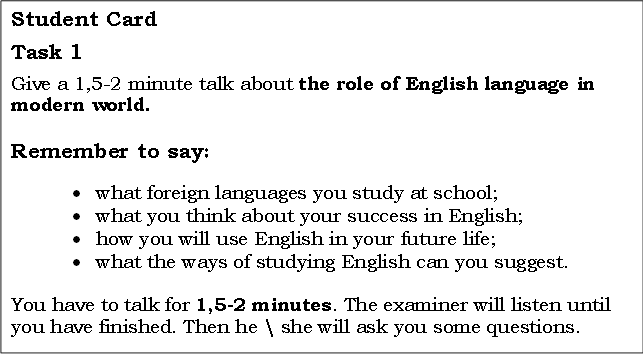 Student Card
Task 1
Give a 1,5-2 minute talk about the role of English language in
modern world.
Remember to say:
• what foreign languages you study at school;
• what you think about your success in English;
• how you will use English in your future life;
• what the ways of studying English can you suggest.
You have to talk for 1,5-2 minutes. The examiner will listen until
you have finished. Then he \ she will ask you some questions.